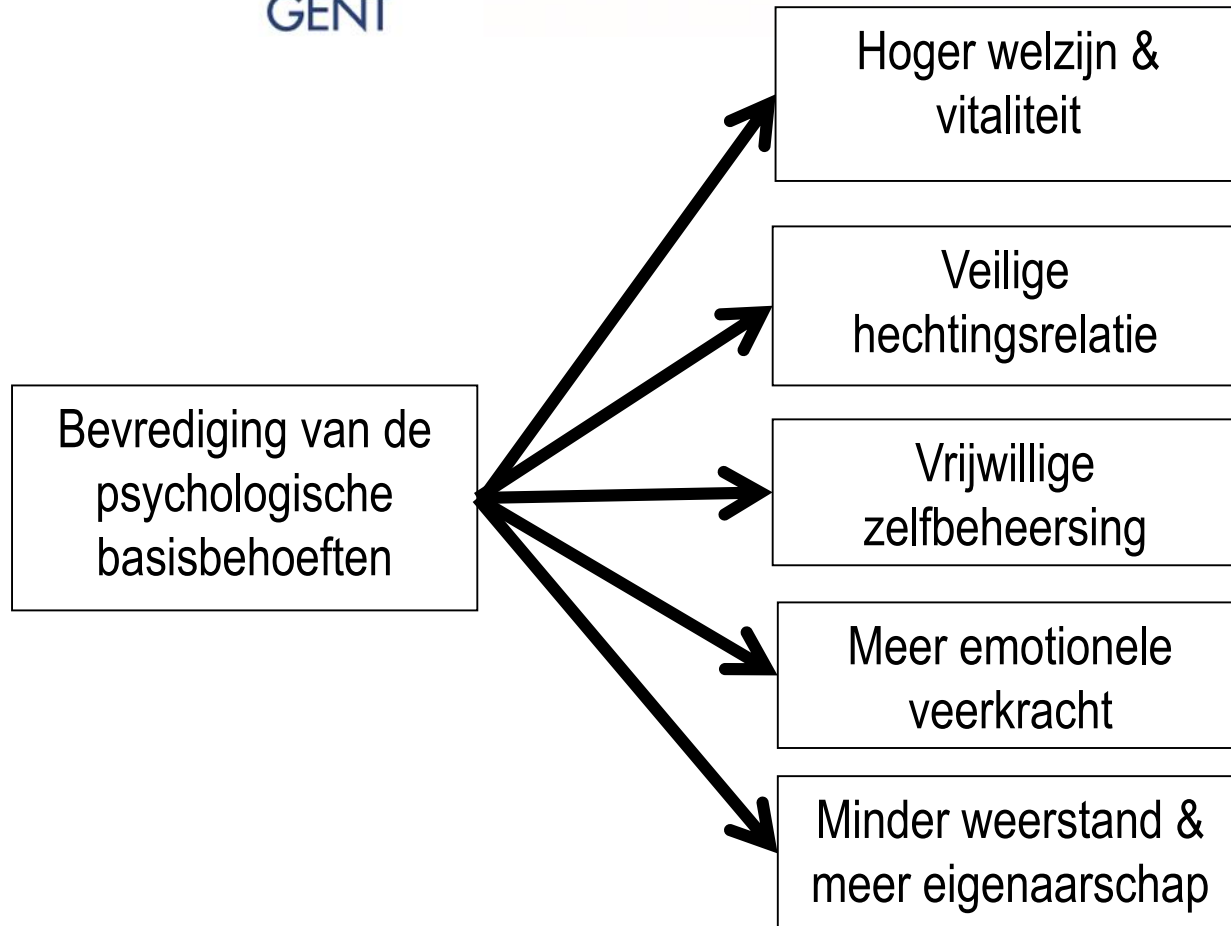 GENT
Hoger welzijn &
vitaliteit
Veilige
hechtingsrelatie
Bevrediging van de
psychologische
basisbehoeften
Vrijwillige
zelfbeheersing
Meer emotionele
veerkracht
Minder weerstand &
meer eigenaarschap